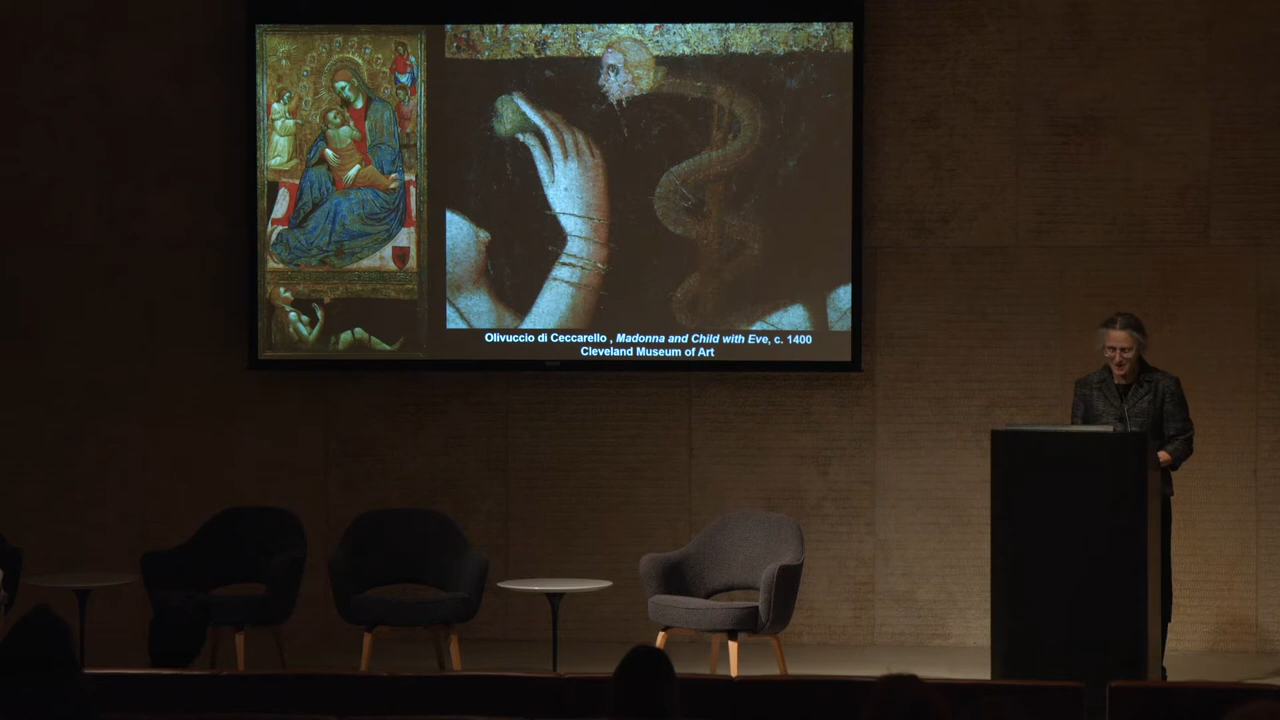 Olivuccio di Ceccarello , Madonna and Child with Eve, c. 1400
Cleveland Museum of Art